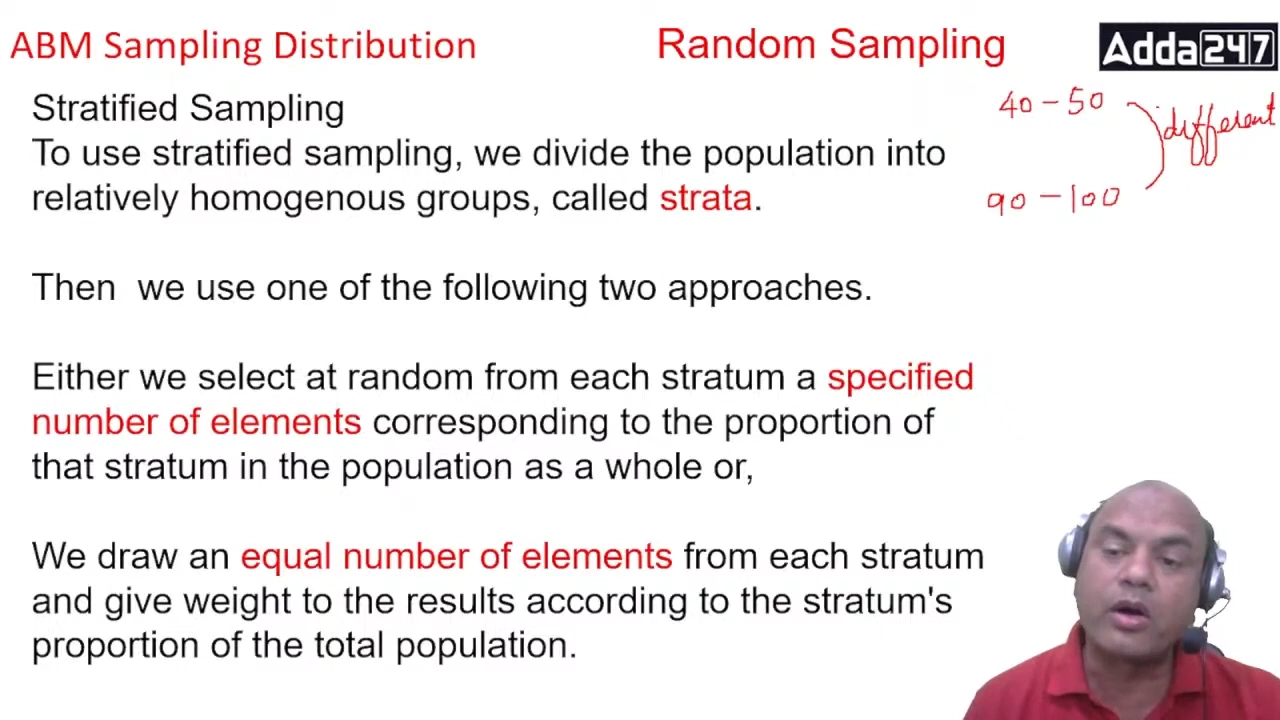 ABM Sampling Distribution
Random Sampling
Adda247
Stratified Sampling
To use stratified sampling, we divide the population into
relatively homogenous groups, called strata.
40 - 50
different
90 - 100
Then we use one of the following two approaches.
Either we select at random from each stratum a specified
number of elements corresponding to the proportion of
that stratum in the population as a whole or,
We draw an equal number of elements from each stratum
and give weight to the results according to the stratum's
proportion of the total population.